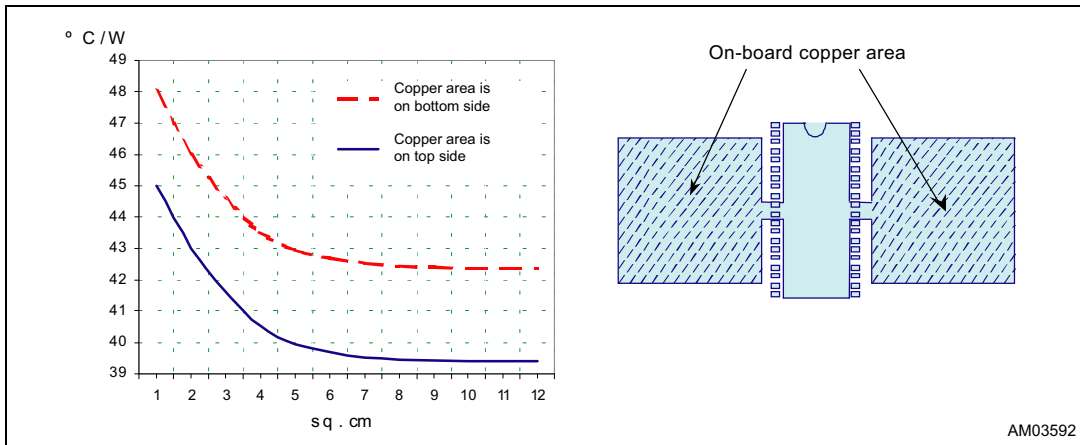 º C / W
49
48
47
46
45
44
43
42
41
40
39
1 2 3 4 5 6 7 8 9 10 11 12
s q . cm
Copper area is
on bottom side
Copper area is
on top side
On-board copper area
AM03592